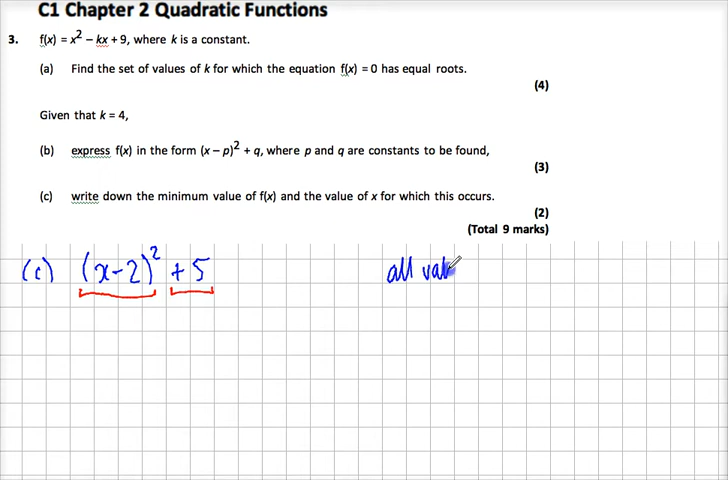 C1 Chapter 2 Quadratic Functions
3. f(x) = x² – kx + 9, where k is a constant.
(a) Find the set of values of k for which the equation f(x) = 0 has equal roots.
(4)
Given that k = 4,
(b) express f(x) in the form (x – p)² + q, where p and q are constants to be found,
(3)
(c) write down the minimum value of f(x) and the value of x for which this occurs.
(2)
(Total 9 marks)
(c) (x-2)² + 5 all val